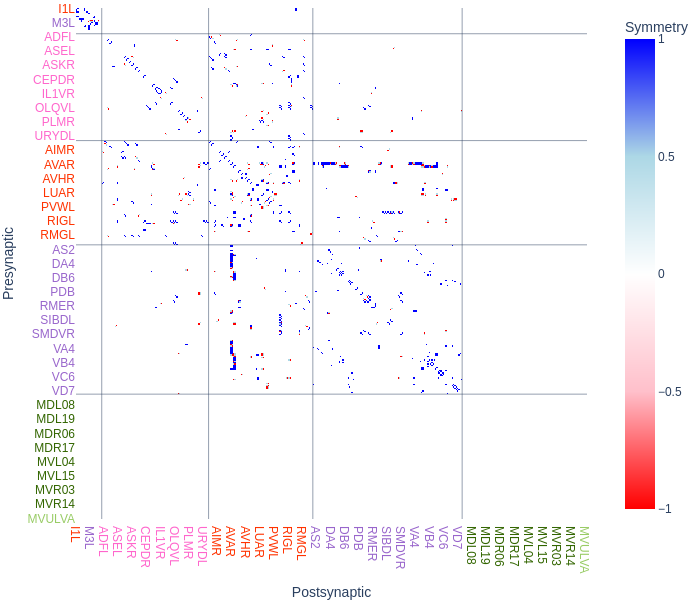 Symmetry
1
0.5
0
−0.5
−1
Presynaptic
I1L
M3L
ADFL
ASEL
ASKR
CEPDR
IL1VR
OLQVL
PLMR
URYDL
AIMR
AVAR
AVHR
LUAR
PVWL
RIGL
RMGL
AS2
DA4
DB6
PDB
RMER
SIBDL
SMDVR
VA4
VB4
VC6
VD7
MDL08
MDL19
MDR06
MDR17
MVL04
MVL15
MVR03
MVR14
MVULVA
I1L
M3L
ADFL
ASEL
ASKR
CEPDR
IL1VR
OLQVL
PLMR
URYDL
AIMR
AVAR
AVHR
LUAR
PVWL
RIGL
RMGL
AS2
DA4
DB6
PDB
RMER
SIBDL
SMDVR
VA4
VB4
VC6
VD7
MDL08
MDL19
MDR06
MDR17
MVL04
MVL15
MVR03
MVR14
MVULVA
Postsynaptic